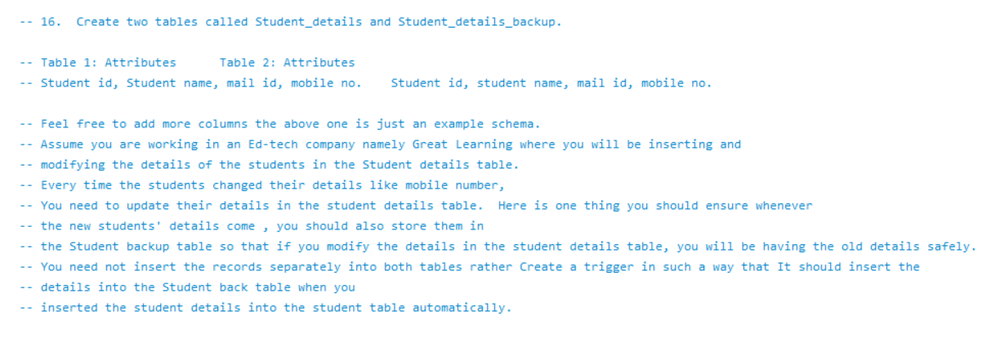 -- 16.  Create two tables called Student_details and Student_details_backup.
-- Table 1: Attributes      Table 2: Attributes
-- Student id, Student name, mail id, mobile no.    Student id, student name, mail id, mobile no.
-- Feel free to add more columns the above one is just an example schema.
-- Assume you are working in an Ed-tech company namely Great Learning where you will be inserting and
-- modifying the details of the students in the Student details table.
-- Every time the students changed their details like mobile number,
-- You need to update their details in the student details table.  Here is one thing you should ensure whenever
-- the new students' details come , you should also store them in
-- the Student backup table so that if you modify the details in the student details table, you will be having the old details safely.
-- You need not insert the records separately into both tables rather Create a trigger in such a way that It should insert the
-- details into the Student back table when you
-- inserted the student details into the student table automatically.